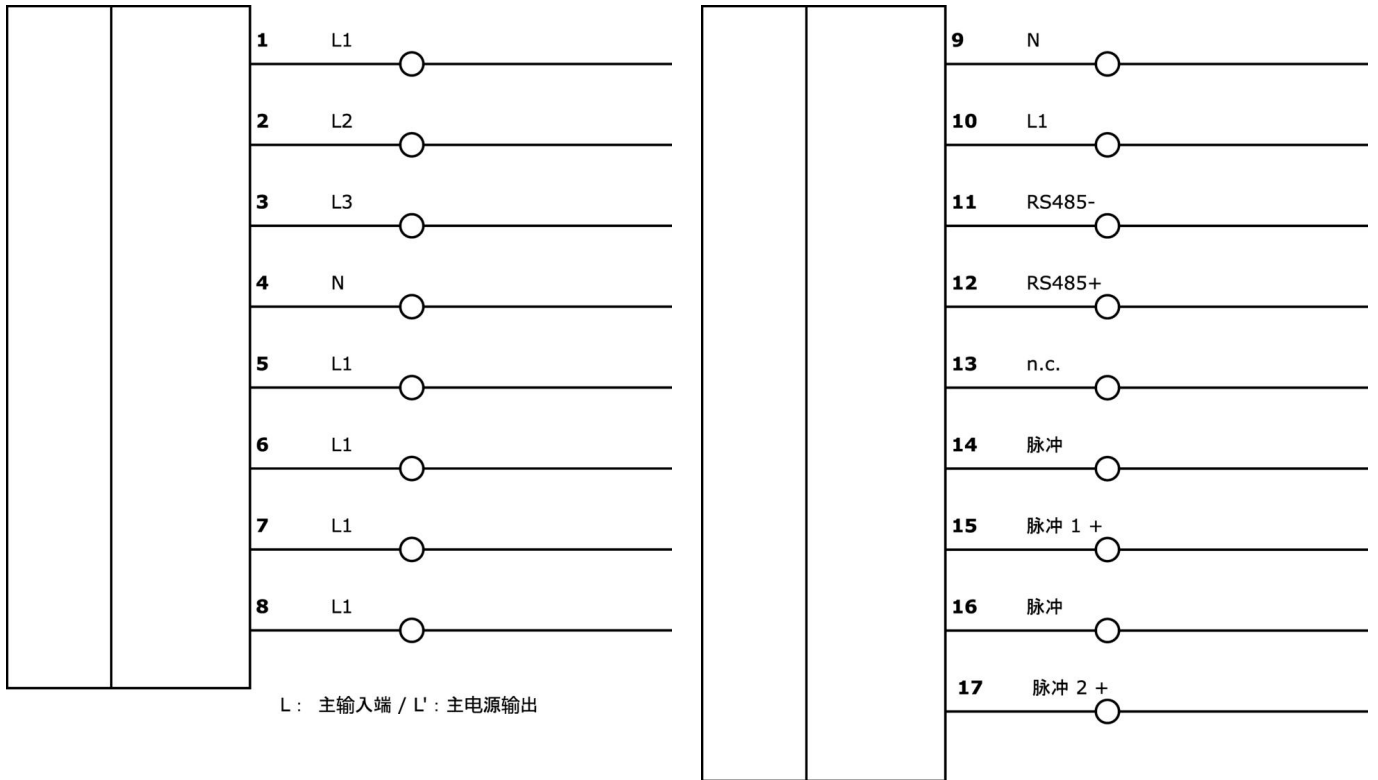 1 L1
2 L2
3 L3
4 N
5 L1
6 L1
7 L1
8 L1
L： 主输入端 / L'：主电源输出
9 N
10 L1
11 RS485-
12 RS485+
13 n.c.
14 脉冲
15 脉冲 1 +
16 脉冲
17 脉冲 2 +